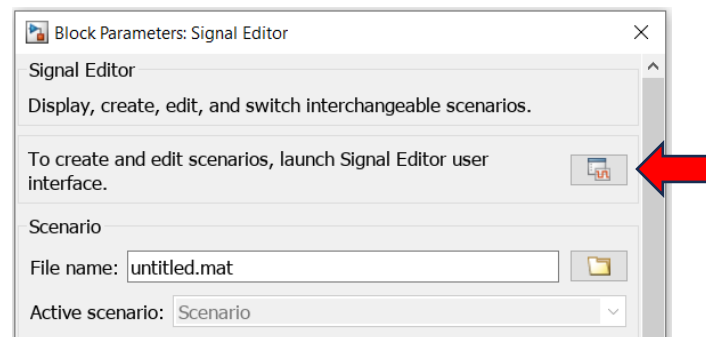 Block Parameters: Signal Editor
Signal Editor
Display, create, edit, and switch interchangeable scenarios.
To create and edit scenarios, launch Signal Editor user
interface.
Scenario
File name: untitled.mat
Active scenario: Scenario